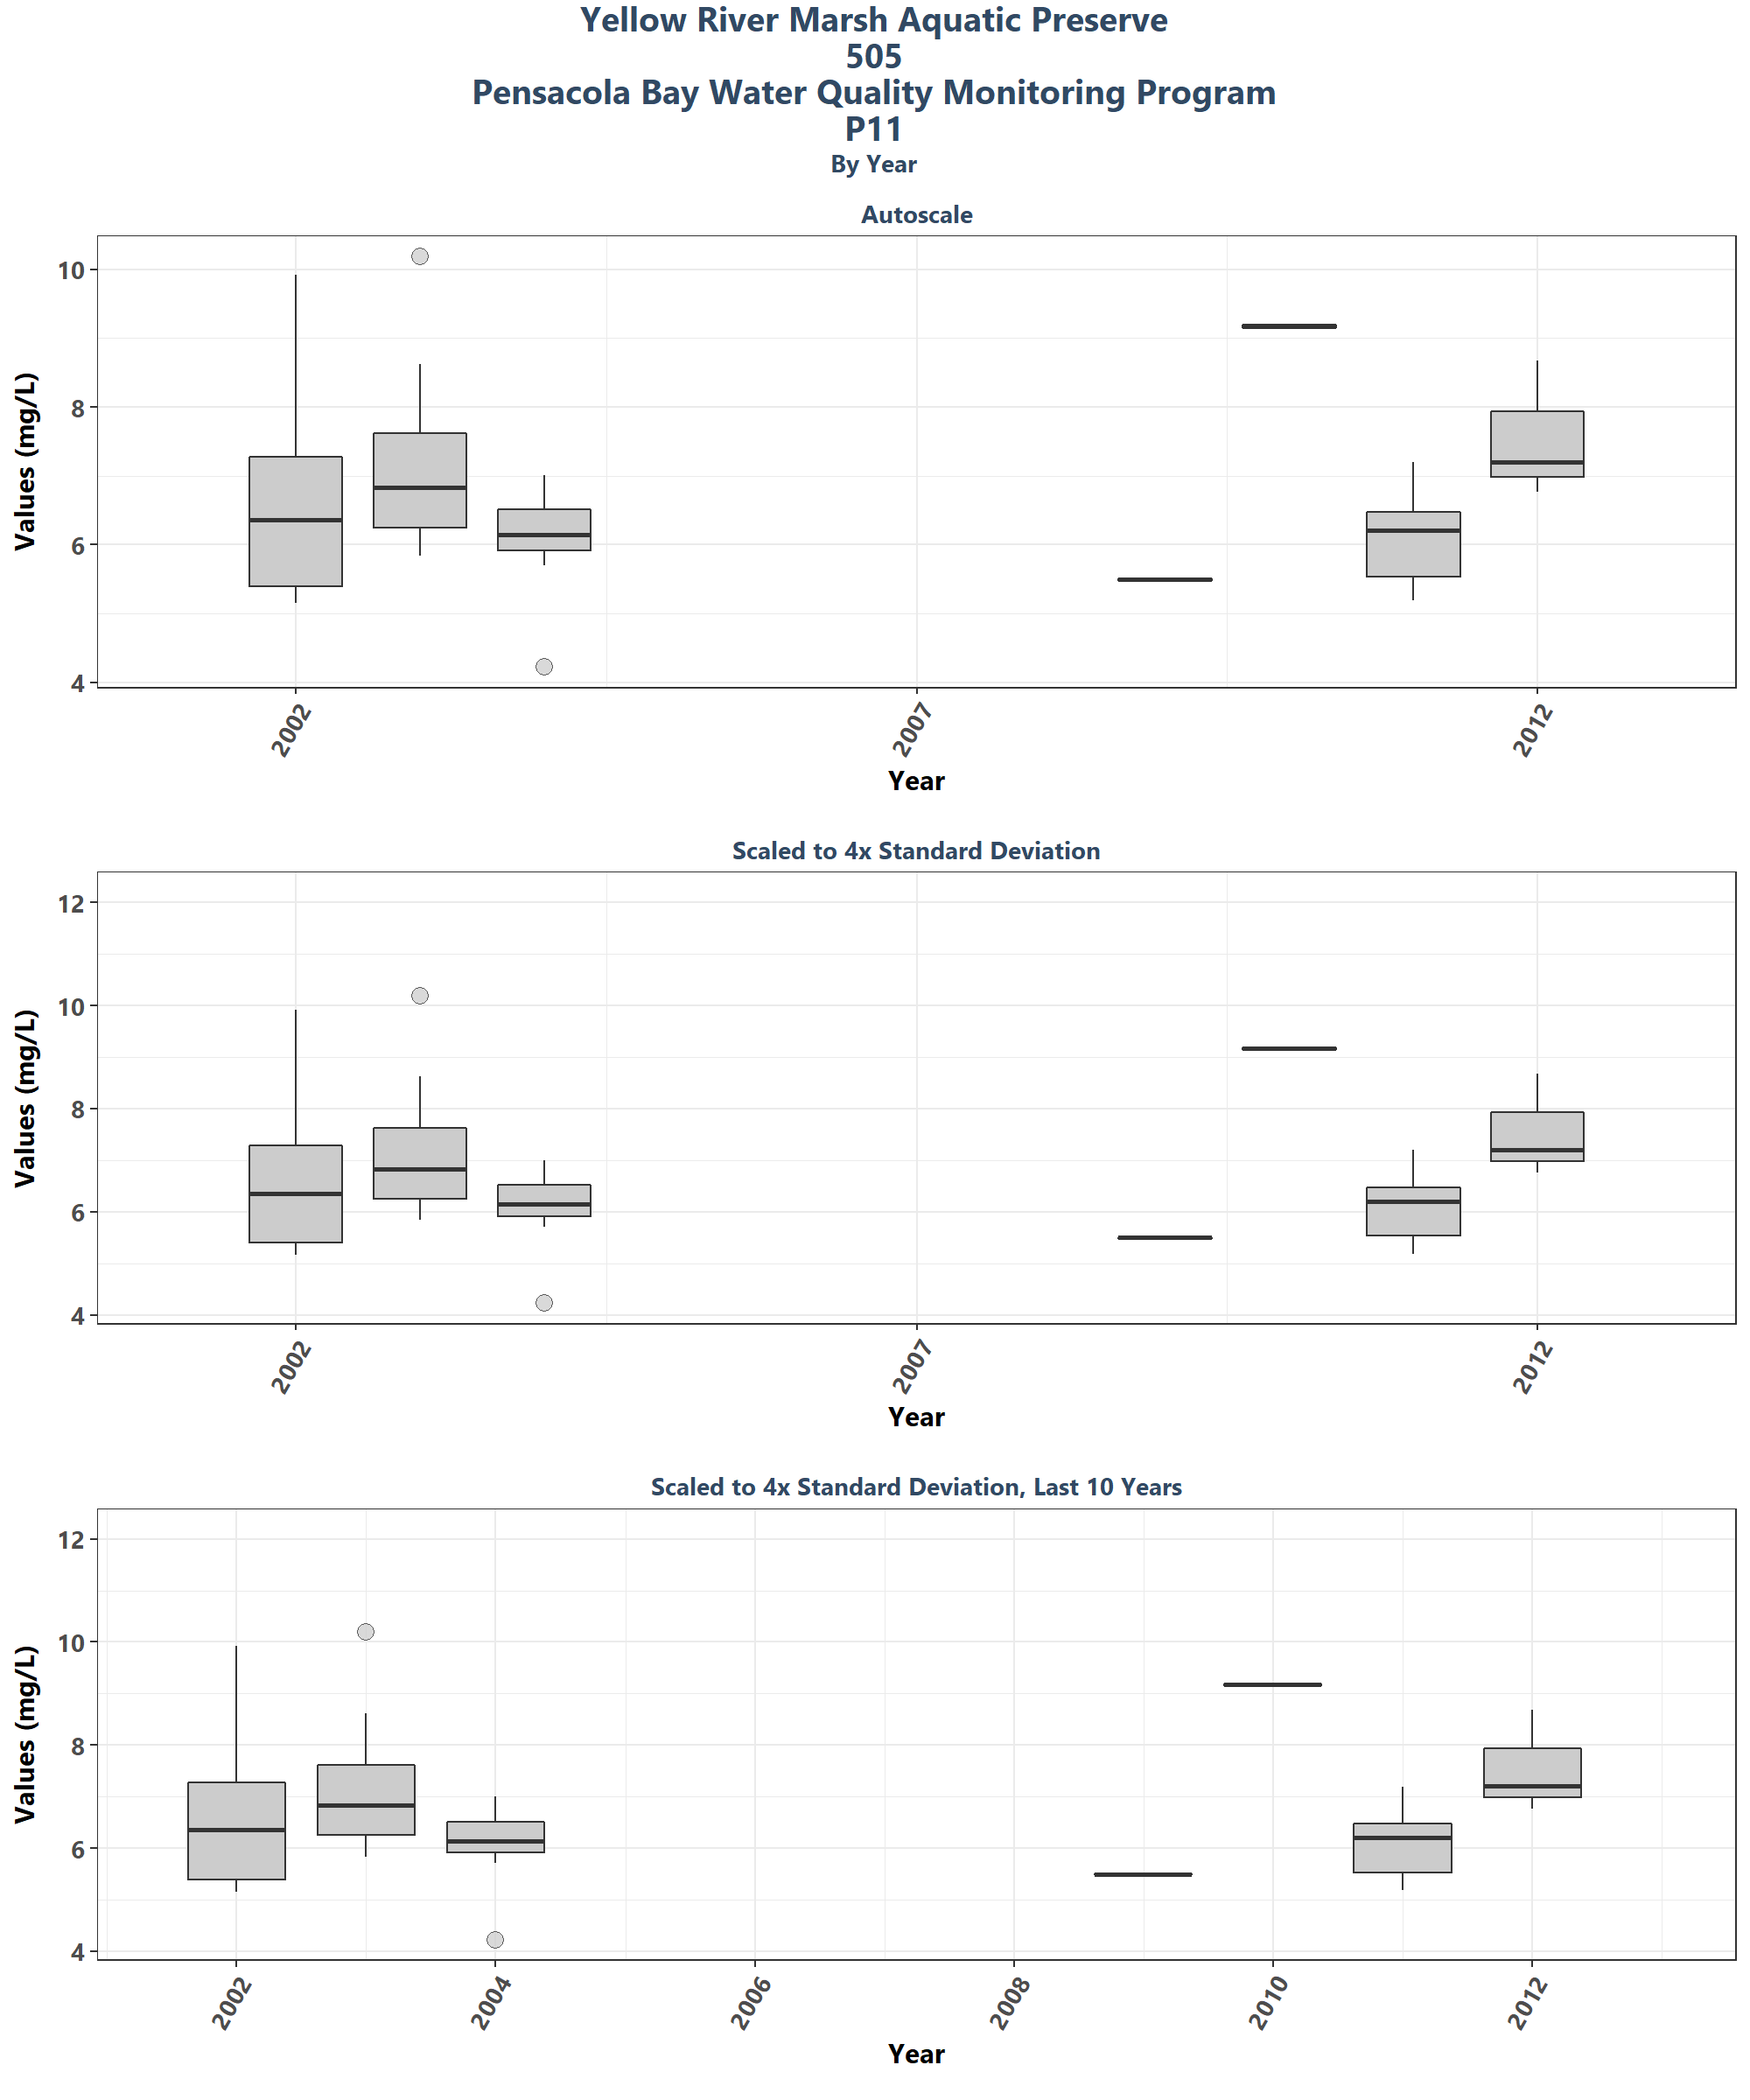 Yellow River Marsh Aquatic Preserve
505
Pensacola Bay Water Quality Monitoring Program
P11
By Year
Autoscale
Values (mg/L)
10
8
6
4
2002
2007
2012
Year
Scaled to 4x Standard Deviation
Values (mg/L)
12
10
8
6
4
2002
2007
2012
Year
Scaled to 4x Standard Deviation, Last 10 Years
Values (mg/L)
12
10
8
6
4
2002
2004
2006
2008
2010
2012
Year